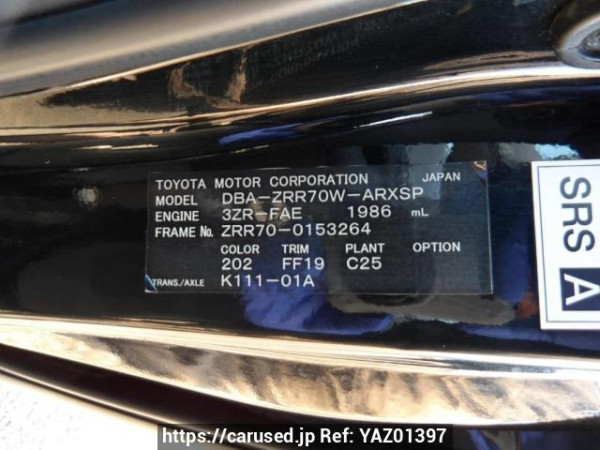 TOYOTA MOTOR CORPORATION JAPAN
MODEL DBA-ZRR70W-ARXSP
ENGINE 3ZR-FAE 1986 mL
FRAME No. ZRR70-0153264
COLOR TRIM PLANT OPTION
202 FF19 C25
TRANS./AXLE K111-01A
SRS A
https://carused.jp Ref: YAZ01397